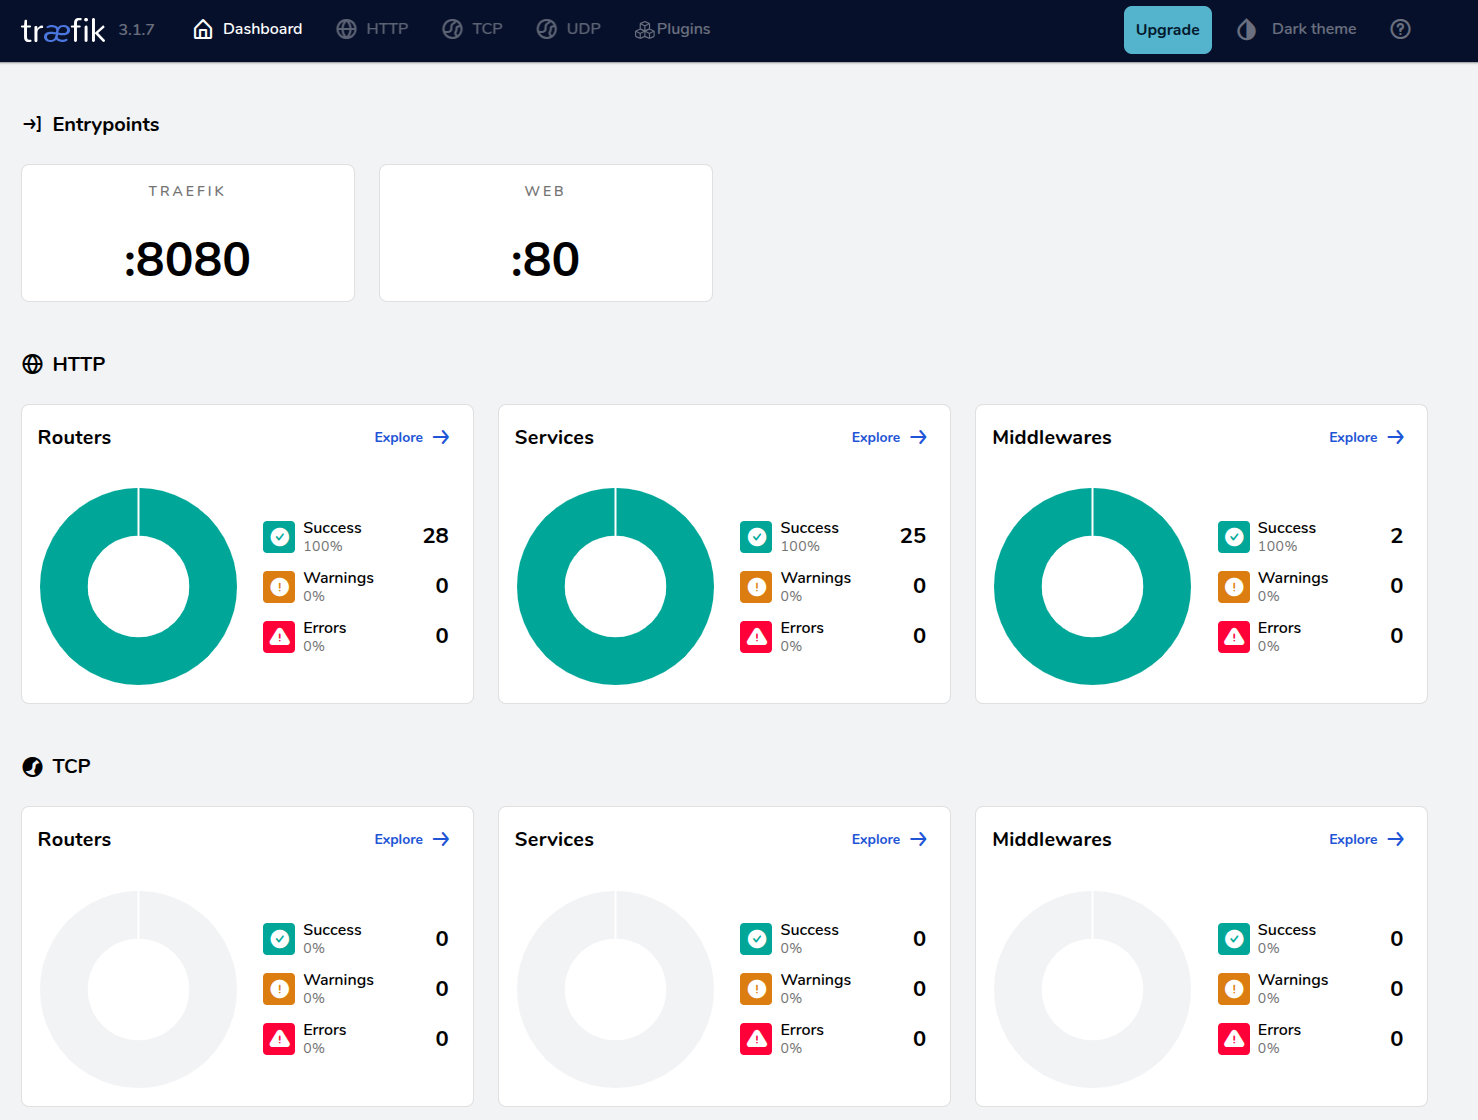 træfik 3.1.7 Dashboard HTTP TCP UDP Plugins Upgrade Dark theme
Entrypoints
TRAEFIK
:8080
WEB
:80
HTTP
Routers Explore
Success 28
100%
Warnings 0
0%
Errors 0
0%
Services Explore
Success 25
100%
Warnings 0
0%
Errors 0
0%
Middlewares Explore
Success 2
100%
Warnings 0
0%
Errors 0
0%
TCP
Routers Explore
Success 0
0%
Warnings 0
0%
Errors 0
0%
Services Explore
Success 0
0%
Warnings 0
0%
Errors 0
0%
Middlewares Explore
Success 0
0%
Warnings 0
0%
Errors 0
0%